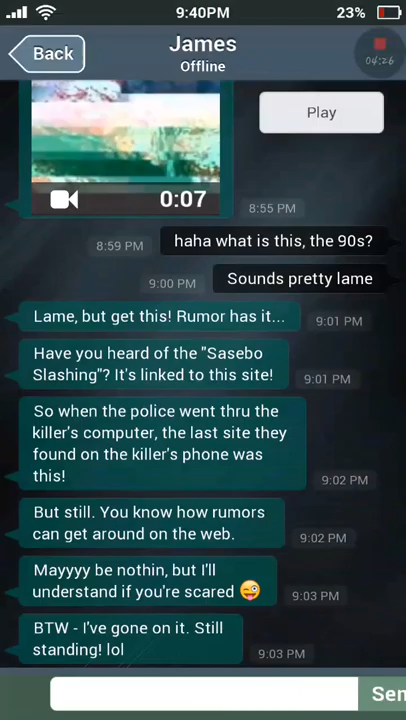 9:40PM
23%
Back
James
Offline
04:26
Play
0:07
8:55 PM
haha what is this, the 90s?
8:59 PM
Sounds pretty lame
9:00 PM
Lame, but get this! Rumor has it...
9:01 PM
Have you heard of the "Sasebo
Slashing"? It's linked to this site!
9:01 PM
So when the police went thru the
killer's computer, the last site they
found on the killer's phone was
this!
9:02 PM
But still. You know how rumors
can get around on the web.
9:02 PM
Mayyyy be nothin, but I'll
understand if you're scared 😜
9:03 PM
BTW - I've gone on it. Still
standing! lol
9:03 PM
Sen